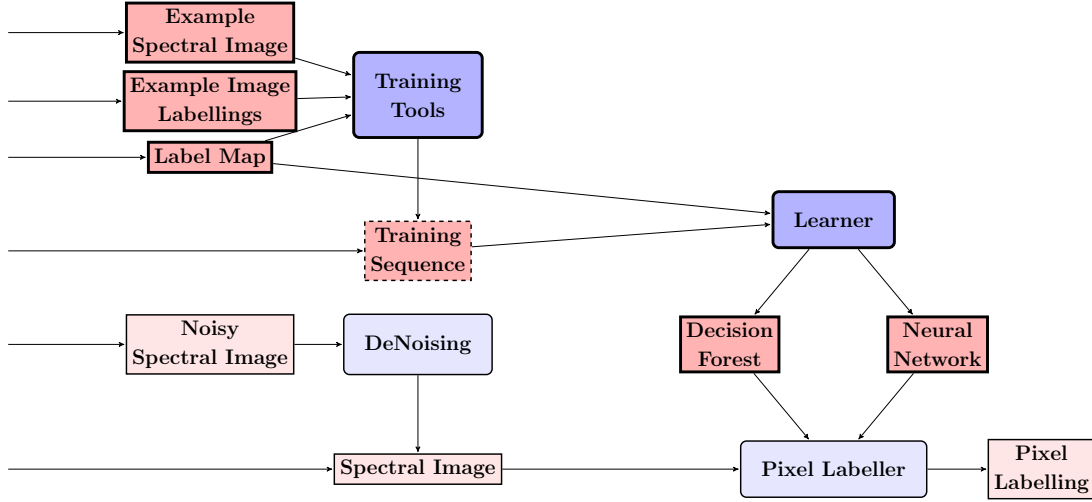 Example
Spectral Image
Training
Tools
Example Image
Labellings
Label Map
Learner
Training
Sequence
Noisy
Spectral Image
DeNoising
Decision
Forest
Neural
Network
Spectral Image
Pixel Labeller
Pixel
Labelling